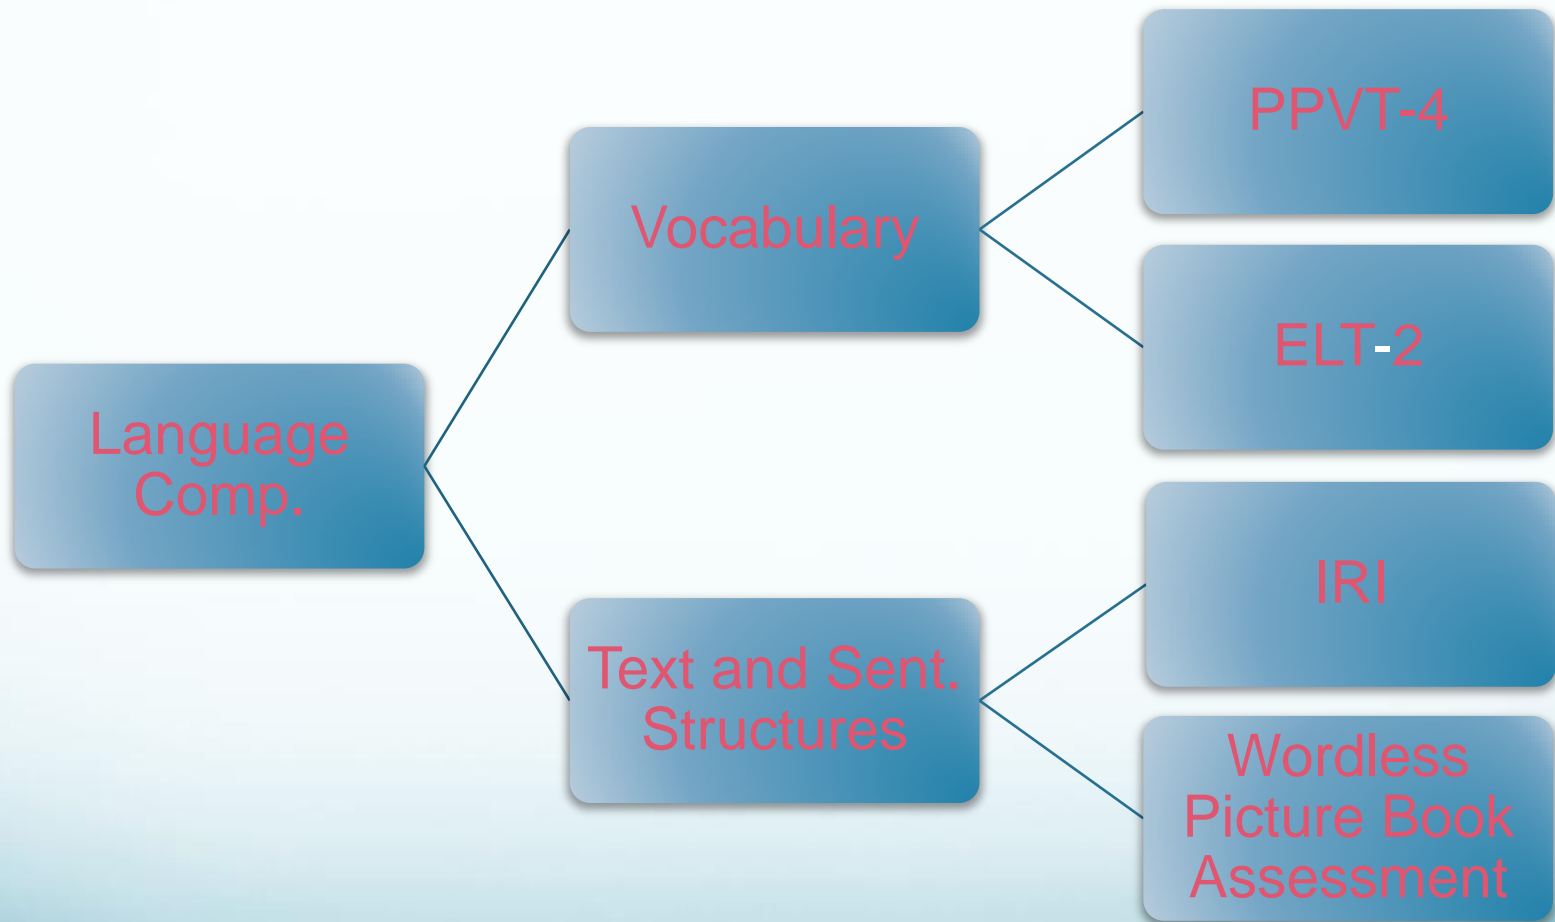 Language
Comp.
Vocabulary
PPVT-4
ELT-2
Text and Sent.
Structures
IRI
Wordless
Picture Book
Assessment